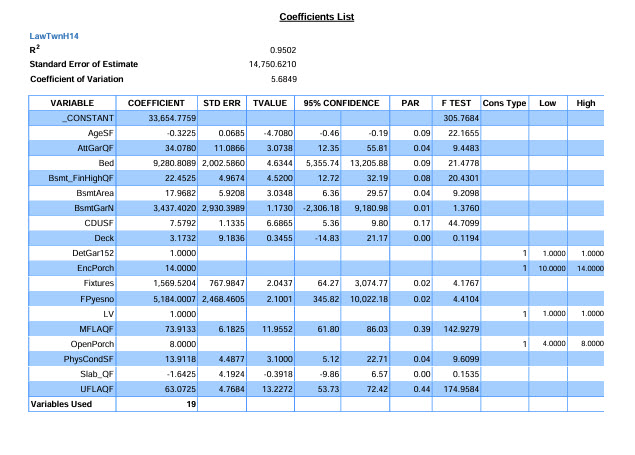 Coefficients List
LawTwnH14
R² 0.9502
Standard Error of Estimate 14,750.6210
Coefficient of Variation 5.6849
VARIABLE COEFFICIENT STD ERR TVALUE 95% CONFIDENCE PAR F TEST Cons Type Low High
_CONSTANT 33,654.7759 305.7684
AgeSF -0.3225 0.0685 -4.7080 -0.46 -0.19 0.09 22.1655
AttGarQF 34.0780 11.0866 3.0738 12.35 55.81 0.04 9.4483
Bed 9,280.8089 2,002.5860 4.6344 5,355.74 13,205.88 0.09 21.4778
Bsmt_FinHighQF 22.4525 4.9674 4.5200 12.72 32.19 0.08 20.4301
BsmtArea 17.9682 5.9208 3.0348 6.36 29.57 0.04 9.2098
BsmtGarN 3,437.4020 2,930.3989 1.1730 -2,306.18 9,180.98 0.01 1.3760
CDUSF 7.5792 1.1335 6.6865 5.36 9.80 0.17 44.7099
Deck 3.1732 9.1836 0.3455 -14.83 21.17 0.00 0.1194
DetGar152 1.0000 1 1.0000 1.0000
EncPorch 14.0000 1 10.0000 14.0000
Fixtures 1,569.5204 767.9847 2.0437 64.27 3,074.77 0.02 4.1767
FPyesno 5,184.0007 2,468.4605 2.1001 345.82 10,022.18 0.02 4.4104
LV 1.0000 1 1.0000 1.0000
MFLAQF 73.9133 6.1825 11.9552 61.80 86.03 0.39 142.9279
OpenPorch 8.0000 1 4.0000 8.0000
PhysCondSF 13.9118 4.4877 3.1000 5.12 22.71 0.04 9.6099
Slab_QF -1.6425 4.1924 -0.3918 -9.86 6.57 0.00 0.1535
UFLAQF 63.0725 4.7684 13.2272 53.73 72.42 0.44 174.9584
Variables Used 19